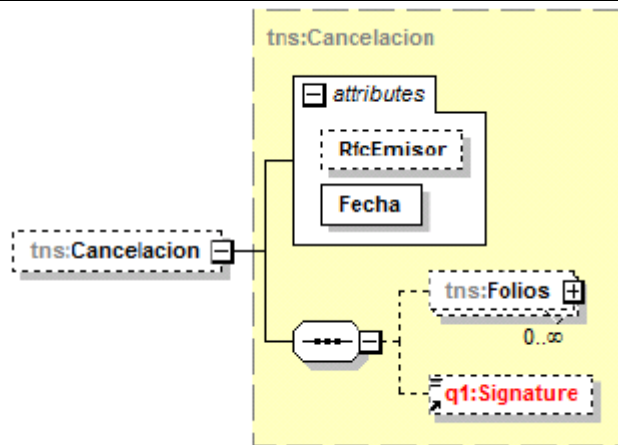 tns:Cancelacion
attributes
RfcEmisor
Fecha
tns:Cancelacion
tns:Folios
0..∞
q1:Signature